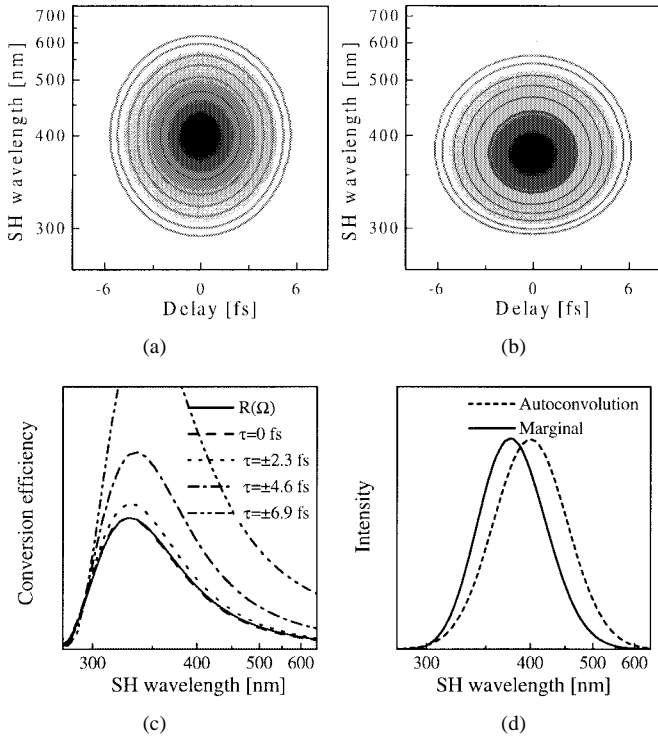 700
600
500
400
300
SH wavelength [nm]
-6 0 6
Delay [fs]
(a)
700
600
500
400
300
SH wavelength [nm]
-6 0 6
Delay [fs]
(b)
Conversion efficiency
R(Ω)
τ=0 fs
τ=±2.3 fs
τ=±4.6 fs
τ=±6.9 fs
300 400 500 600
SH wavelength [nm]
(c)
Intensity
Autoconvolution
Marginal
300 400 500 600
SH wavelength [nm]
(d)